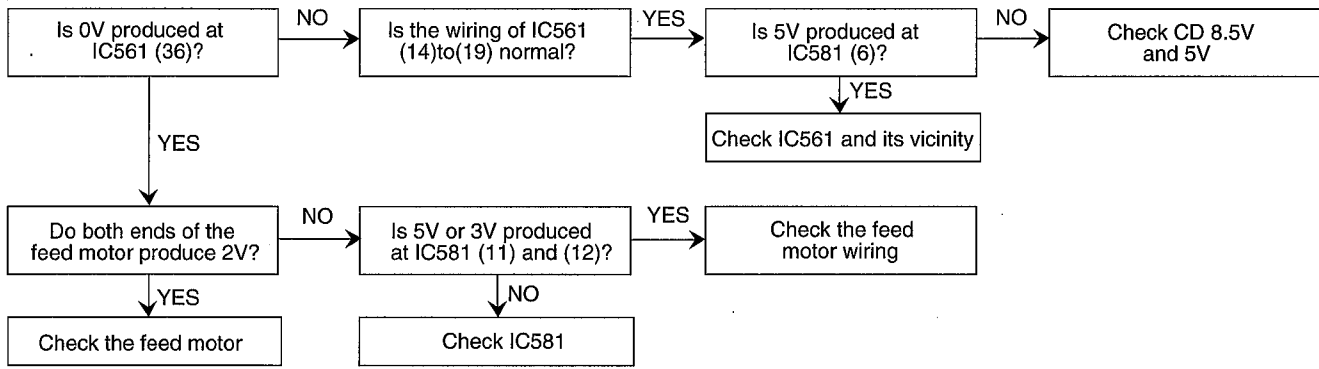 Is 0V produced at
IC561 (36)?
NO
Is the wiring of IC561
(14)to(19) normal?
YES
Is 5V produced at
IC581 (6)?
NO
Check CD 8.5V
and 5V
YES
Check IC561 and its vicinity
YES
Do both ends of the
feed motor produce 2V?
NO
Is 5V or 3V produced
at IC581 (11) and (12)?
YES
Check the feed
motor wiring
YES
Check the feed motor
NO
Check IC581